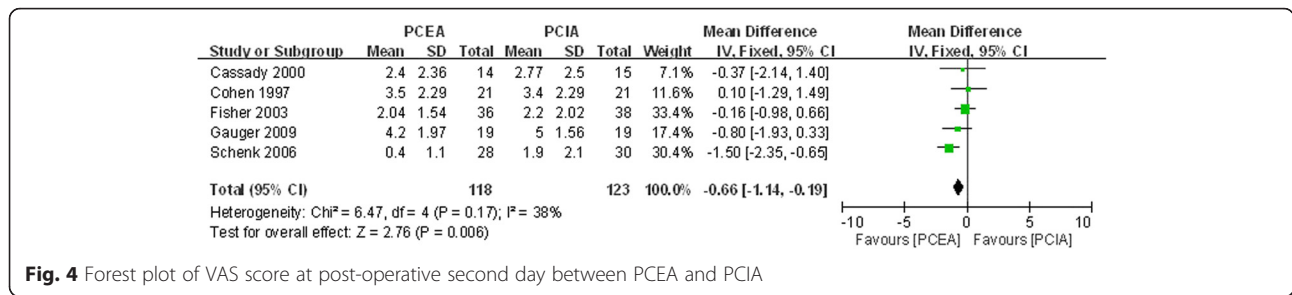 PCEA PCIA Mean Difference Mean Difference
Study or Subgroup Mean SD Total Mean SD Total Weight IV, Fixed, 95% CI IV, Fixed, 95% CI
Cassady 2000 2.4 2.36 14 2.77 2.5 15 7.1% -0.37 [-2.14, 1.40]
Cohen 1997 3.5 2.29 21 3.4 2.29 21 11.6% 0.10 [-1.29, 1.49]
Fisher 2003 2.04 1.54 36 2.2 2.02 38 33.4% -0.16 [-0.98, 0.66]
Gauger 2009 4.2 1.97 19 5 1.56 19 17.4% -0.80 [-1.93, 0.33]
Schenk 2006 0.4 1.1 28 1.9 2.1 30 30.4% -1.50 [-2.35, -0.65]
Total (95% CI) 118 123 100.0% -0.66 [-1.14, -0.19]
Heterogeneity: Chi² = 6.47, df = 4 (P = 0.17); I² = 38%
Test for overall effect: Z = 2.76 (P = 0.006)
-10 -5 0 5 10
Favours [PCEA] Favours [PCIA]
Fig. 4 Forest plot of VAS score at post-operative second day between PCEA and PCIA